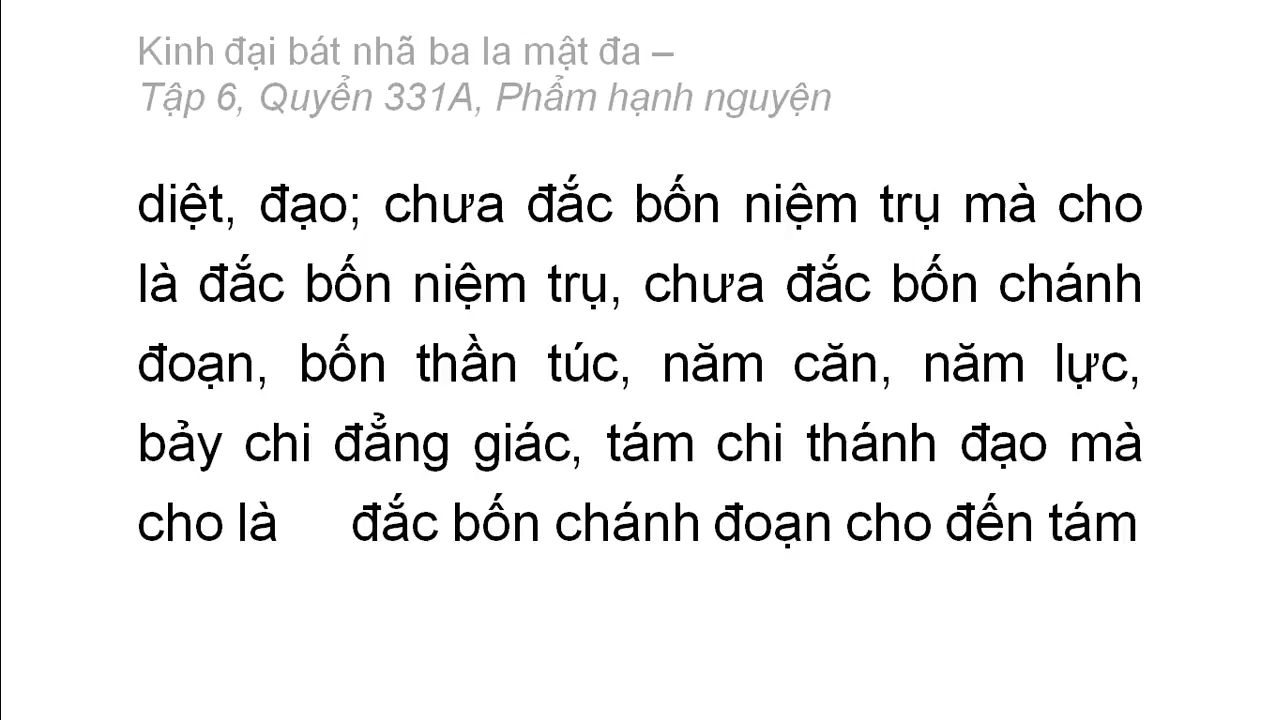 Kinh đại bát nhã ba la mật đa –
Tập 6, Quyển 331A, Phẩm hạnh nguyện
diệt, đạo; chưa đắc bốn niệm trụ mà cho
là đắc bốn niệm trụ, chưa đắc bốn chánh
đoạn, bốn thần túc, năm căn, năm lực,
bảy chi đẳng giác, tám chi thánh đạo mà
cho là đắc bốn chánh đoạn cho đến tám